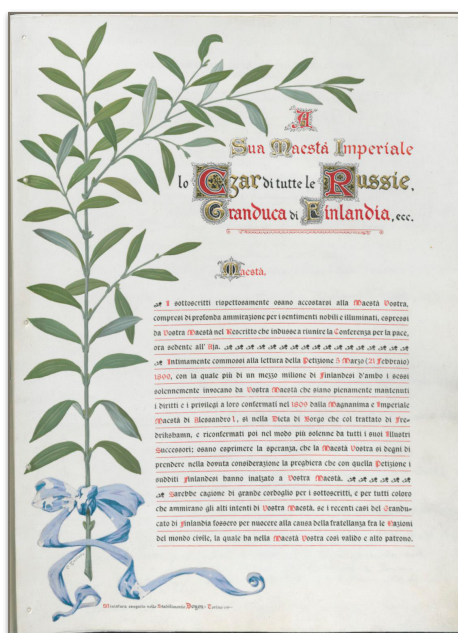 A
Sua Maestá Imperiale
lo Czar di tutte le Russie,
Granduca di Finlandia, ecc.
Maestà.
I sottoscritti rispettosamente osano accostarsi alla Maestà Vostra,
compresi di profonda ammirazione per i sentimenti nobili e illuminati, espressi
da Vostra Maestà nel Rescritto che indusse a riunire la Conferenza per la pace,
ora sedente all' Aja.
Intimamente commossi alla lettura della Petizione 5 Marzo (21 Febbraio)
1899, con la quale più di un mezzo milione di Finlandesi d'ambo i sessi
solennemente invocano da Vostra Maestà che siano pienamente mantenuti
i diritti e i privilegi a loro confermati nel 1809 dalla Magnanima e Imperiale
Maestà di Alessandro I, sì nella Dieta di Borgo che col trattato di Fre-
drikshamn, e riconfermati poi nel modo più solenne da tutti i suoi Illustri
Successori; osano esprimere la speranza, che la Maestà Vostra si degni di
prendere nella dovuta considerazione la preghiera che con quella Petizione i
sudditi Finlandesi hanno inalzato a Vostra Maestà.
Sarebbe cagione di grande cordoglio per i sottoscritti, e per tutti coloro
che ammirano gli alti intenti di Vostra Maestà, se i recenti casi del Grandu-
cato di Finlandia fossero per nuocere alla causa della fratellanza fra le Nazioni
del mondo civile, la quale ha nella Maestà Vostra così valido e alto patrono.
Miniatura eseguita nello Stabilimento Doyen - Torino